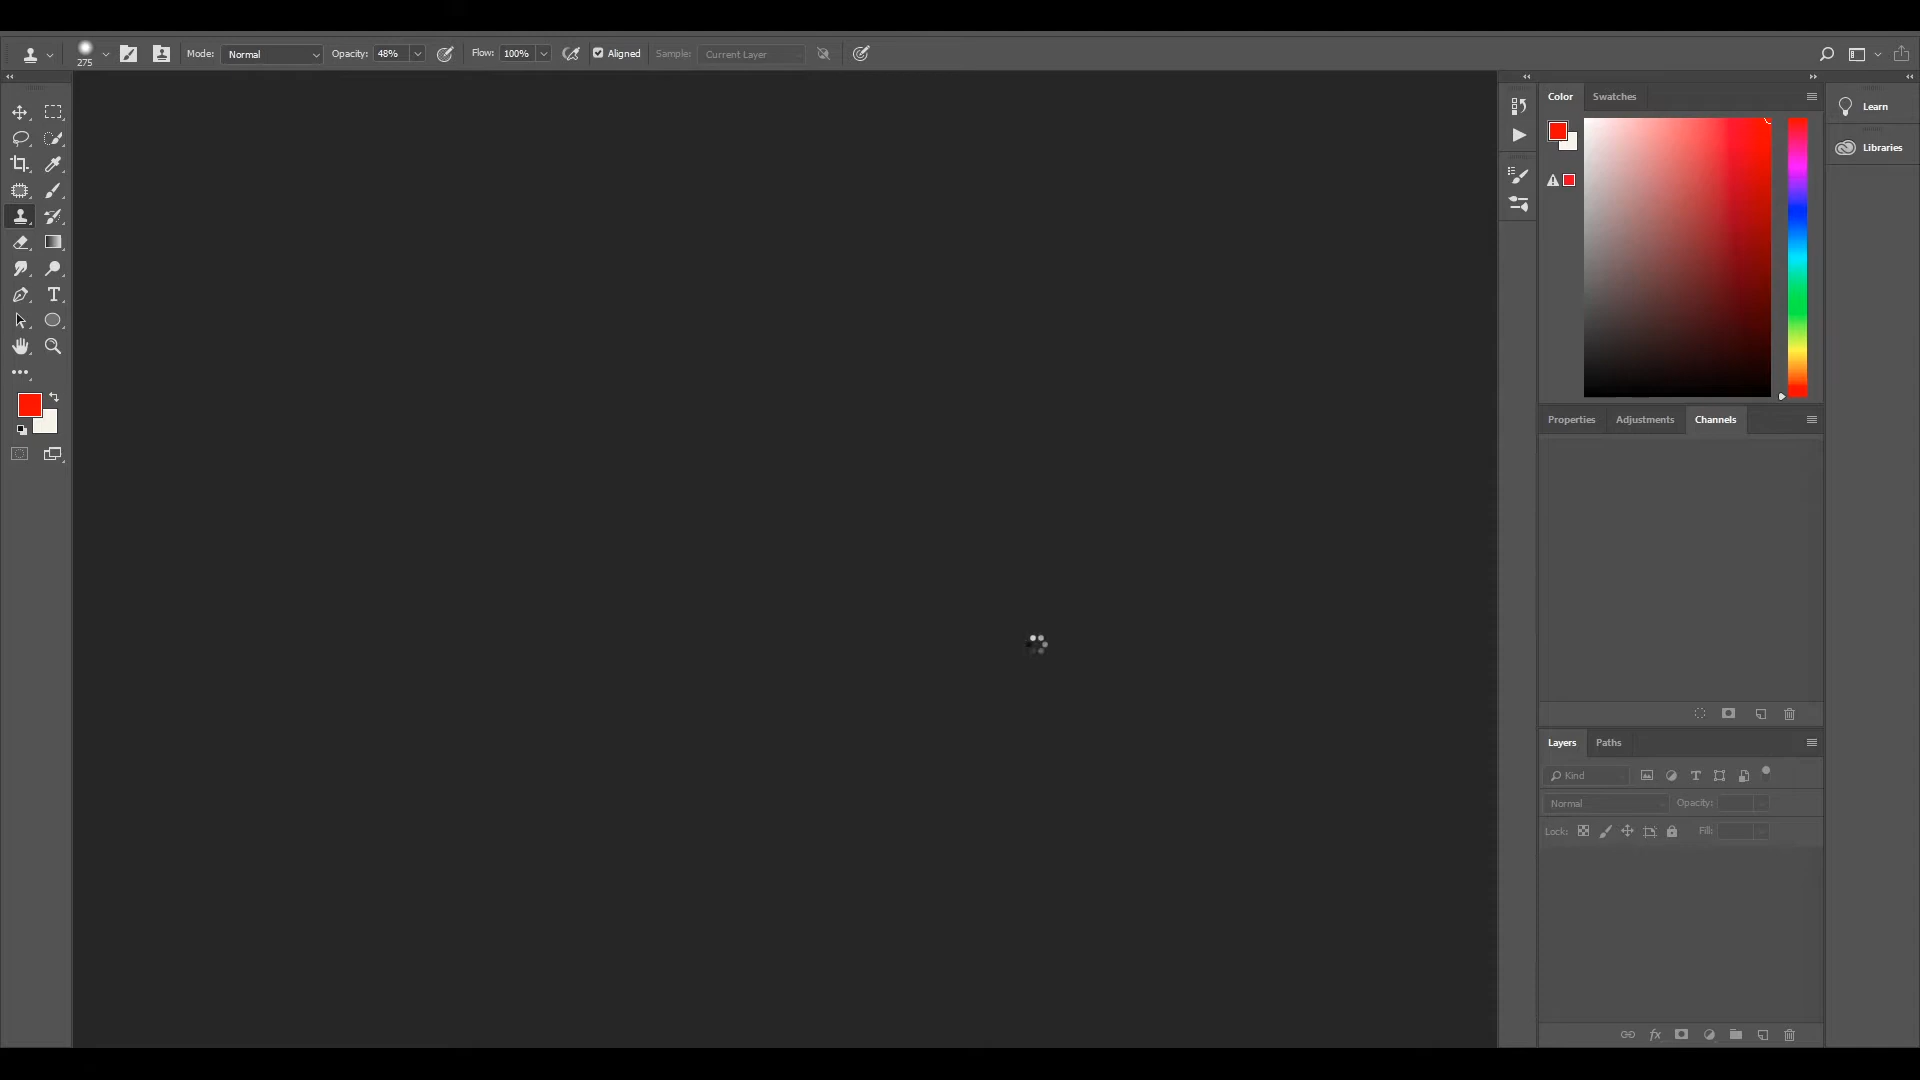 275
Mode: Normal Opacity: 48% Flow: 100% Aligned Sample: Current Layer
Color Swatches
Learn
Libraries
Properties Adjustments Channels
Layers Paths
Kind
Normal Opacity:
Lock: Fill: